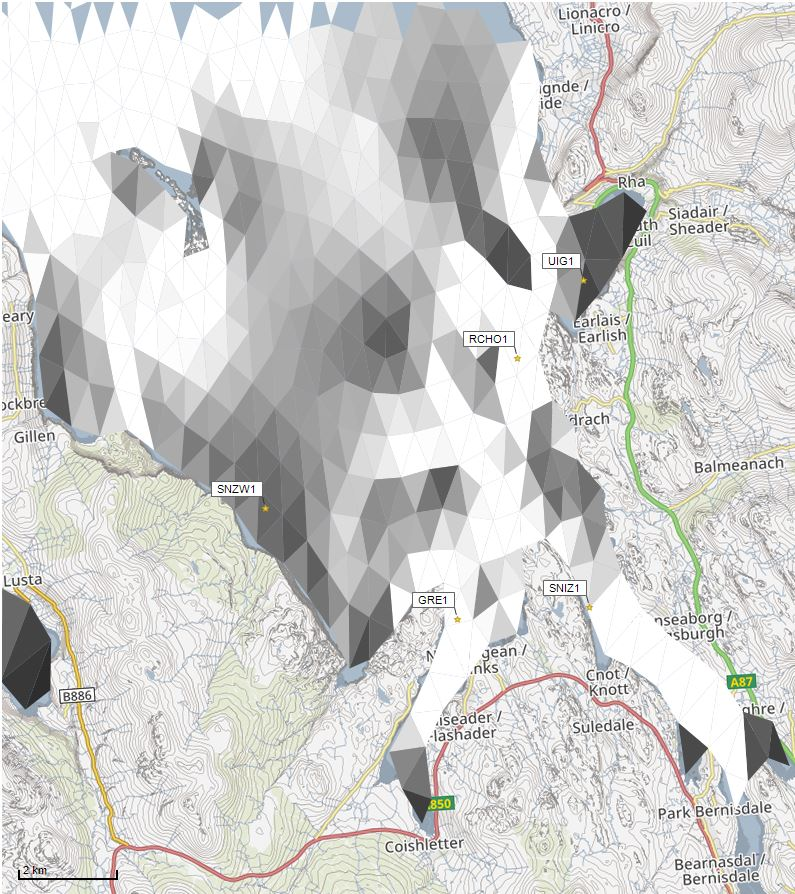 Lionacro /
Linicro
Rha
Siadair /
Sheader
UIG1
Earlais /
Earlish
RCHO1
Gillen
Balmeanach
SNZW1
Lusta
SNIZ1
GRE1
A87
B886
Cnot /
Knott
Suledale
850
Park Bernisdale
Coishletter
Bearnasdal /
Bernisdale
2 km